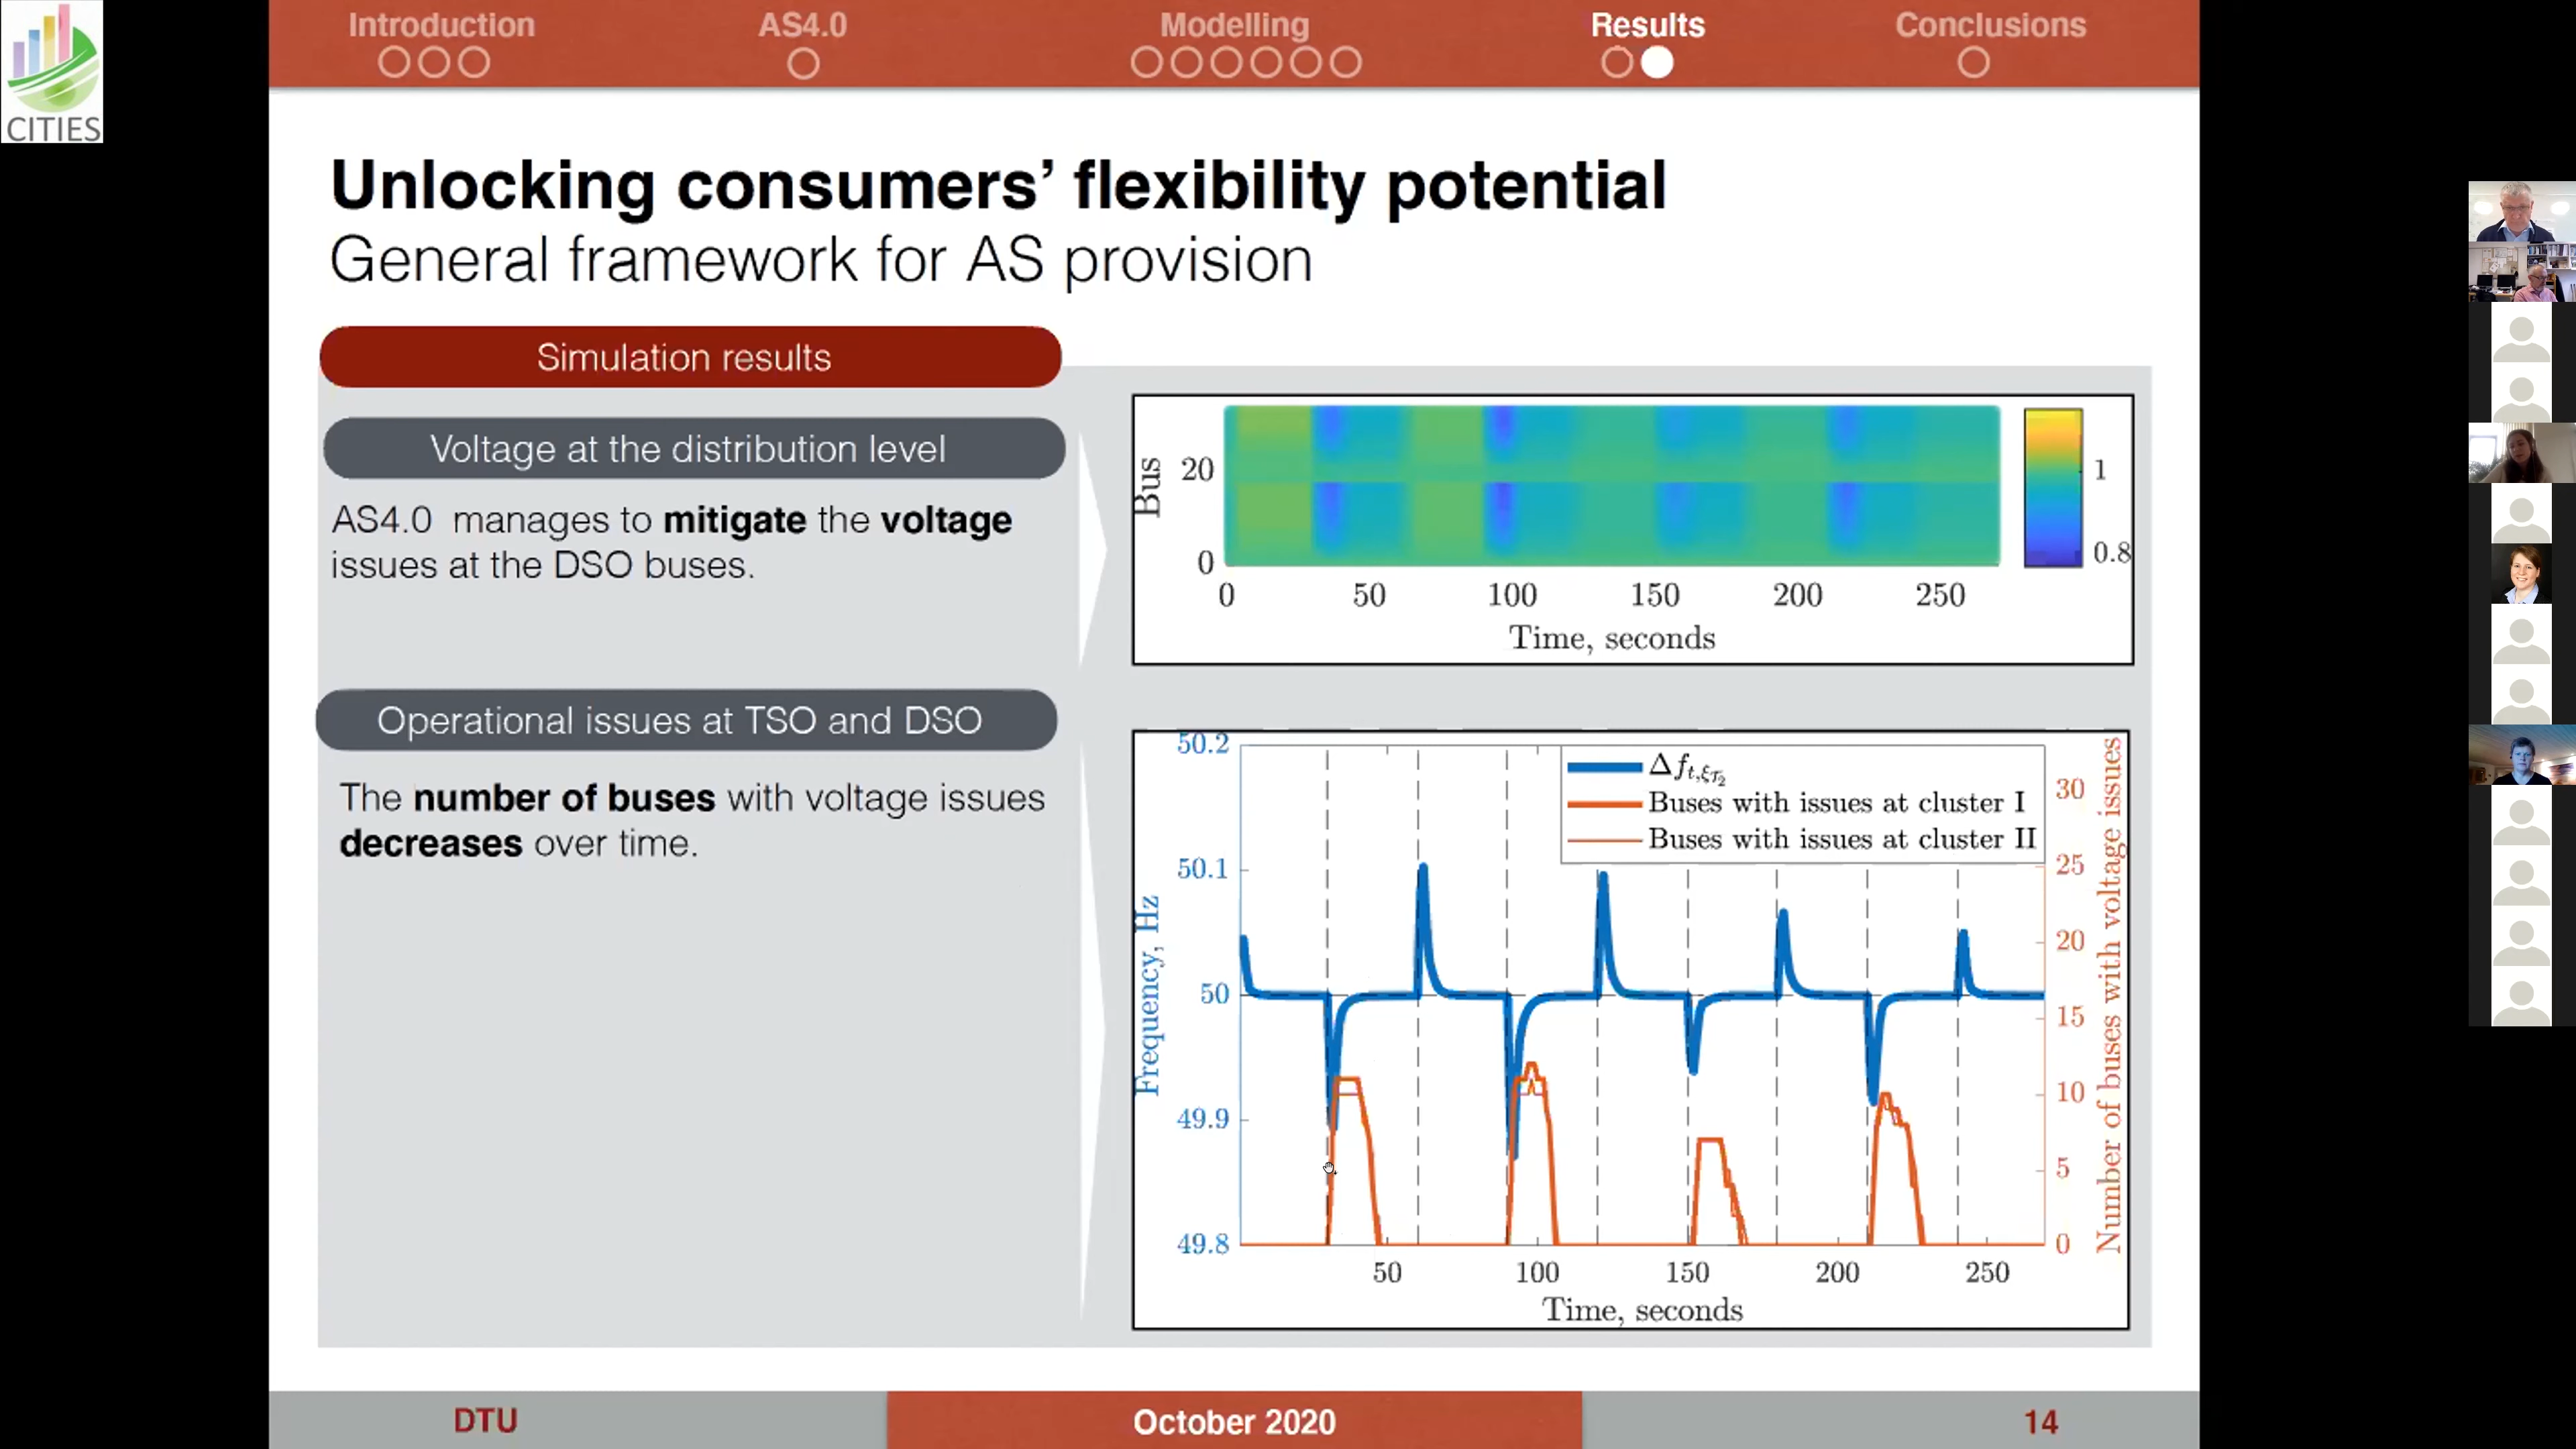 CITIES
Introduction
AS4.0
Modelling
Results
Conclusions
Unlocking consumers’ flexibility potential
General framework for AS provision
Simulation results
Voltage at the distribution level
AS4.0 manages to mitigate the voltage
issues at the DSO buses.
Bus
20
0
0 50 100 150 200 250
Time, seconds
1
0.8
Operational issues at TSO and DSO
The number of buses with voltage issues
decreases over time.
Frequency, Hz
50.2
50.1
50
49.9
49.8
Δf_{t,ξ_{T_2}}
Buses with issues at cluster I
Buses with issues at cluster II
50 100 150 200 250
Time, seconds
30
25
20
15
10
5
0
Number of buses with voltage issues
DTU
October 2020
14